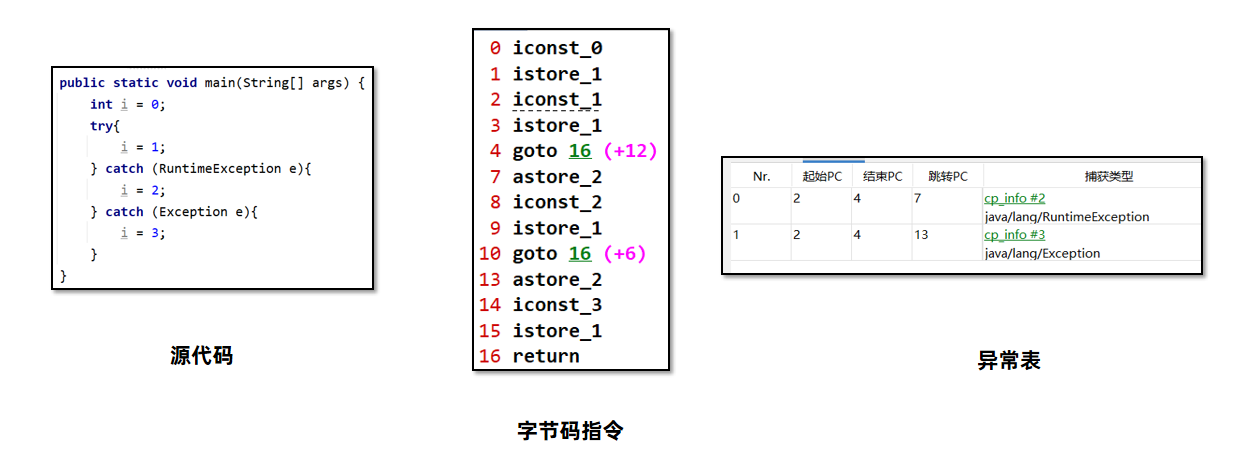 public static void main(String[] args) {
int i = 0;
try{
i = 1;
} catch (RuntimeException e){
i = 2;
} catch (Exception e){
i = 3;
}
}
源代码
0 iconst_0
1 istore_1
2 iconst_1
3 istore_1
4 goto 16 (+12)
7 astore_2
8 iconst_2
9 istore_1
10 goto 16 (+6)
13 astore_2
14 iconst_3
15 istore_1
16 return
字节码指令
Nr. 起始PC 结束PC 跳转PC 捕获类型
0 2 4 7 cp_info #2
java/lang/RuntimeException
1 2 4 13 cp_info #3
java/lang/Exception
异常表